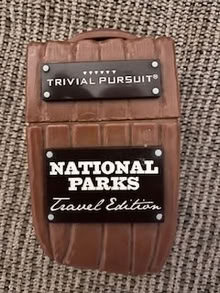 TRIVIAL PURSUIT®
NATIONAL
PARKS
Travel Edition